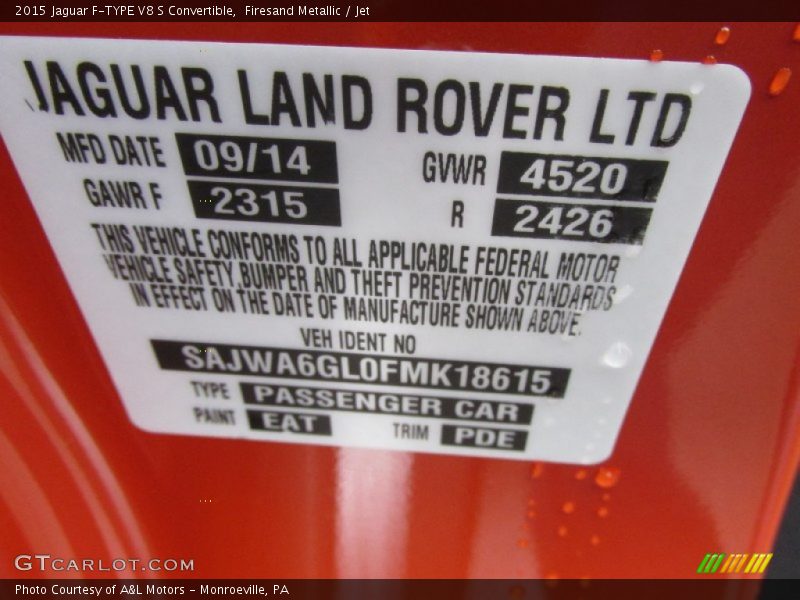 2015 Jaguar F-TYPE V8 S Convertible, Firesand Metallic / Jet
JAGUAR LAND ROVER LTD
MFD DATE 09/14 GVWR 4520
GAWR F 2315 R 2426
THIS VEHICLE CONFORMS TO ALL APPLICABLE FEDERAL MOTOR
VEHICLE SAFETY, BUMPER AND THEFT PREVENTION STANDARDS
IN EFFECT ON THE DATE OF MANUFACTURE SHOWN ABOVE.
VEH IDENT NO
SAJWA6GL0FMK18615
TYPE PASSENGER CAR
PAINT EAT TRIM PDE
GTCARLOT.COM
Photo Courtesy of A&L Motors - Monroeville, PA